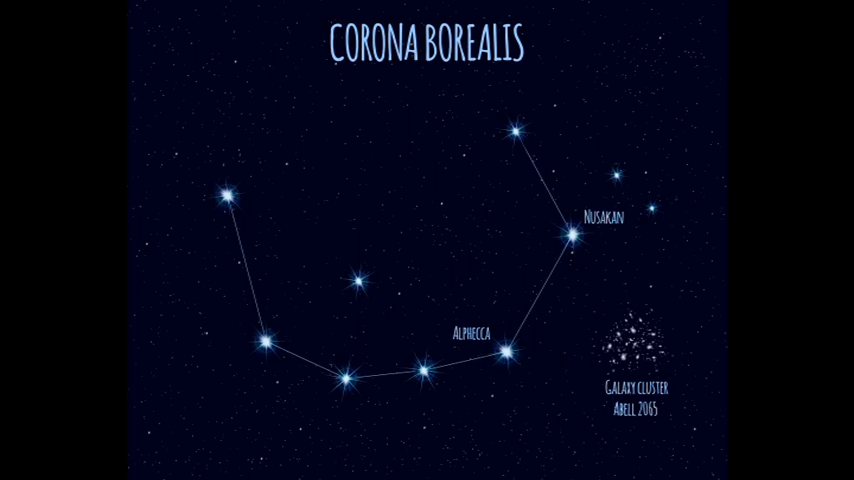 CORONA BOREALIS
NUSAKAN
ALPHECCA
GALAXY CLUSTER
ABELL 2065